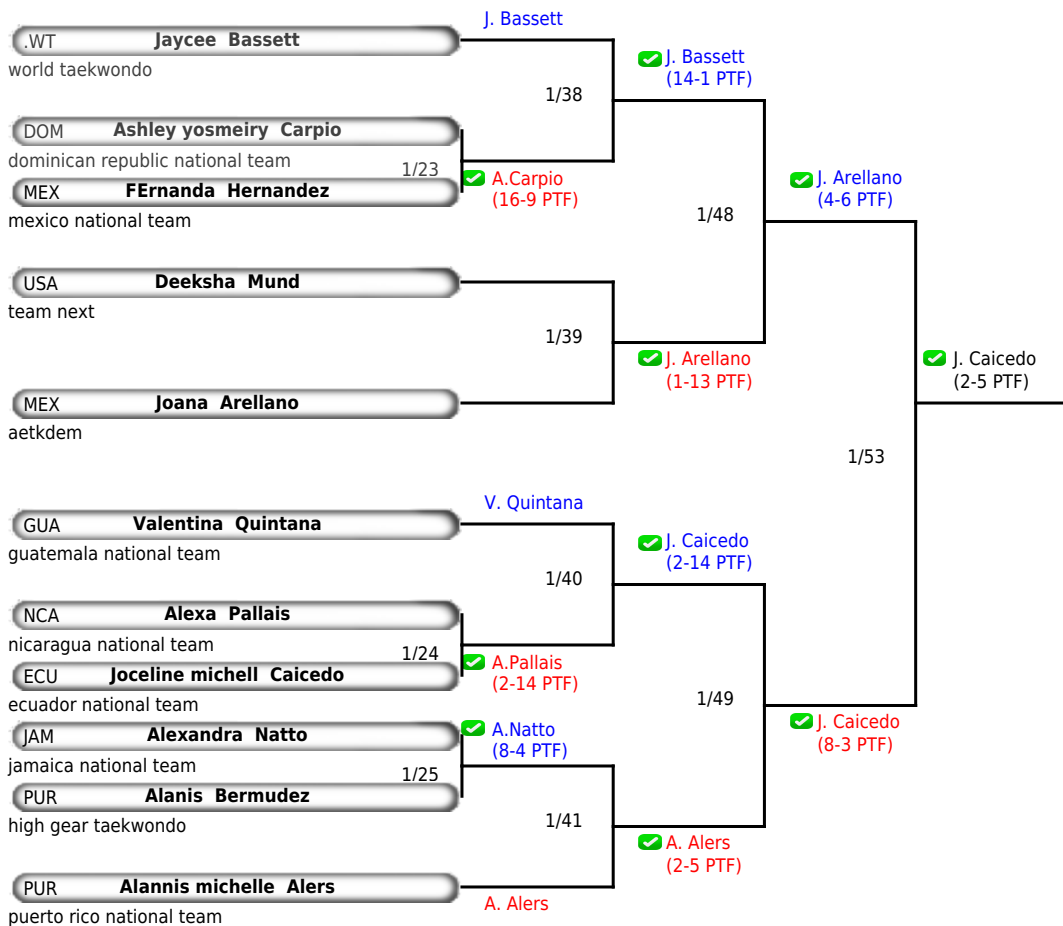 J. Bassett
.WT Jaycee Bassett
world taekwondo
J. Bassett
(14-1 PTF)
1/38
DOM Ashley yosmeiry Carpio
dominican republic national team
1/23
A.Carpio
(16-9 PTF)
MEX FErnanda Hernandez
mexico national team
J. Arellano
(4-6 PTF)
1/48
USA Deeksha Mund
team next
1/39
J. Arellano
(1-13 PTF)
MEX Joana Arellano
aetkdem
J. Caicedo
(2-5 PTF)
1/53
V. Quintana
GUA Valentina Quintana
guatemala national team
J. Caicedo
(2-14 PTF)
1/40
NCA Alexa Pallais
nicaragua national team
1/24
A.Pallais
(2-14 PTF)
ECU Joceline michell Caicedo
ecuador national team
1/49
J. Caicedo
(8-3 PTF)
JAM Alexandra Natto
jamaica national team
A.Natto
(8-4 PTF)
1/25
PUR Alanis Bermudez
high gear taekwondo
1/41
A. Alers
(2-5 PTF)
PUR Alannis michelle Alers
puerto rico national team
A. Alers